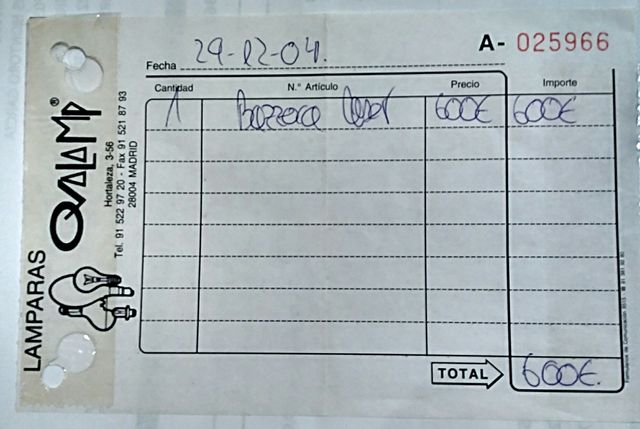 A- 025966
Fecha 29-12-04.
Cantidad N.° Artículo Precio Importe
1 600€ 600€
TOTAL 600€.
LAMPARAS QALAMP®
Hortaleza, 3-56
Tel. 91 522 97 20 - Fax 91 521 87 93
28004 MADRID